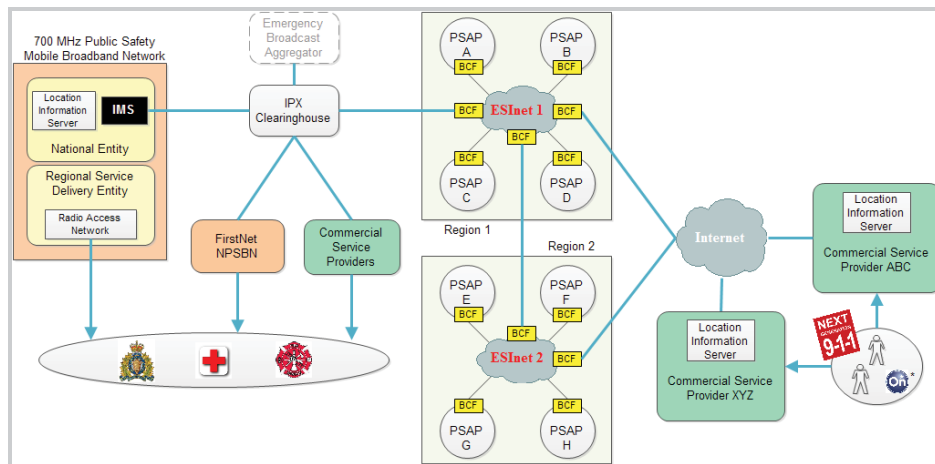 700 MHz Public Safety
Mobile Broadband Network
Location
Information
Server
IMS
National Entity
Regional Service
Delivery Entity
Radio Access
Network
Emergency
Broadcast
Aggregator
IPX
Clearinghouse
FirstNet
NPSBN
Commercial
Service
Providers
PSAP
A
BCF
PSAP
B
BCF
BCF
ESInet 1
BCF
BCF
BCF
PSAP
C
BCF
PSAP
D
Region 1
Region 2
PSAP
E
BCF
PSAP
F
BCF
BCF
ESInet 2
BCF
BCF
PSAP
G
BCF
PSAP
H
Internet
Location
Information
Server
Commercial Service
Provider ABC
Location
Information
Server
Commercial Service
Provider XYZ
NEXT
GENERATION
9-1-1
On *